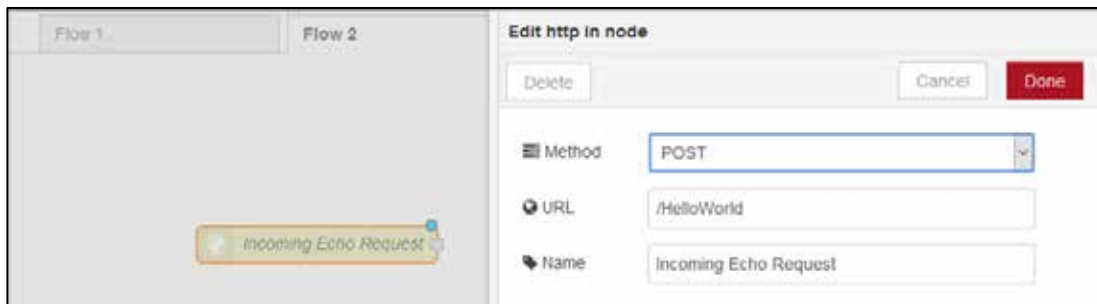 Flow 1
Flow 2
Edit http in node
Delete
Cancel
Done
Method
POST
URL
/HelloWorld
Name
Incoming Echo Request
Incoming Echo Request